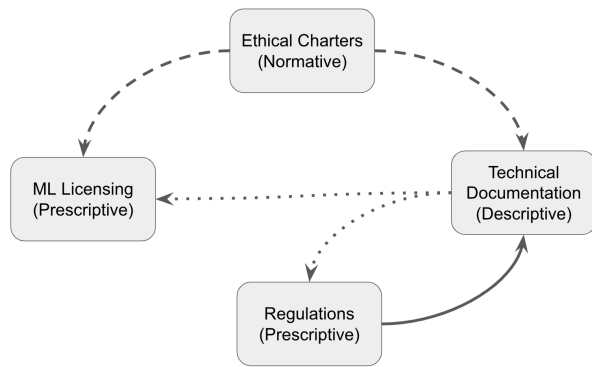 Ethical Charters
(Normative)
ML Licensing
(Prescriptive)
Technical
Documentation
(Descriptive)
Regulations
(Prescriptive)